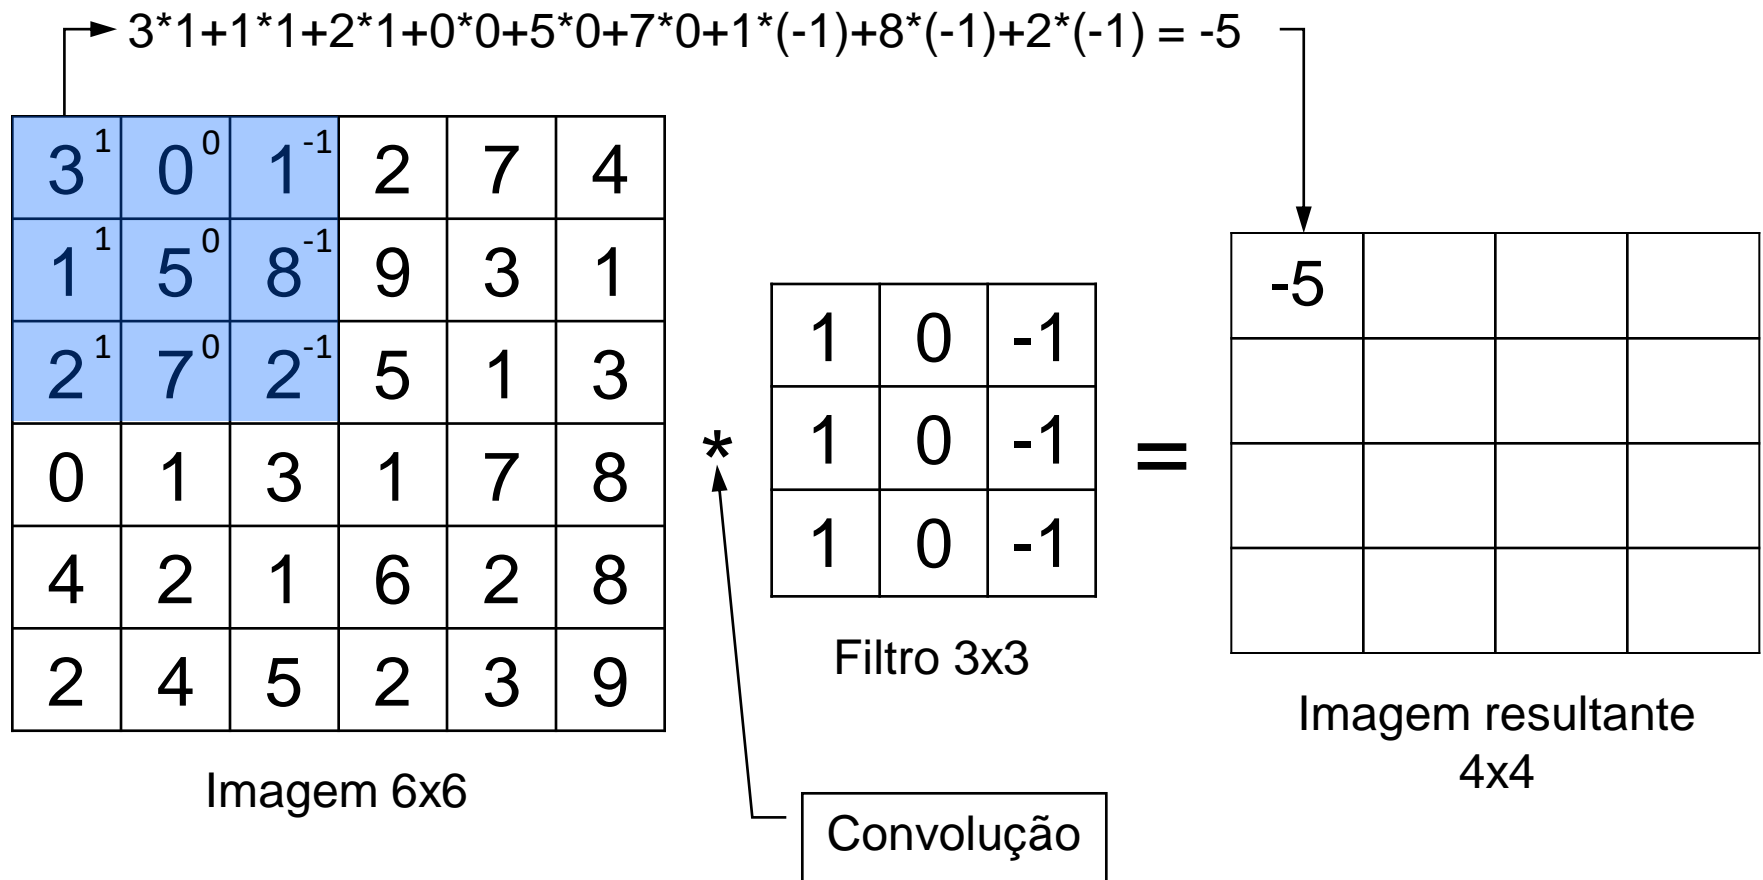 3*1+1*1+2*1+0*0+5*0+7*0+1*(-1)+8*(-1)+2*(-1) = -5
3 1 0 0 1 -1 2 7 4
1 1 5 0 8 -1 9 3 1
2 1 7 0 2 -1 5 1 3
0 1 3 1 7 8
4 2 1 6 2 8
2 4 5 2 3 9
Imagem 6x6
*
Convolução
1 0 -1
1 0 -1
1 0 -1
Filtro 3x3
=
-5
Imagem resultante
4x4